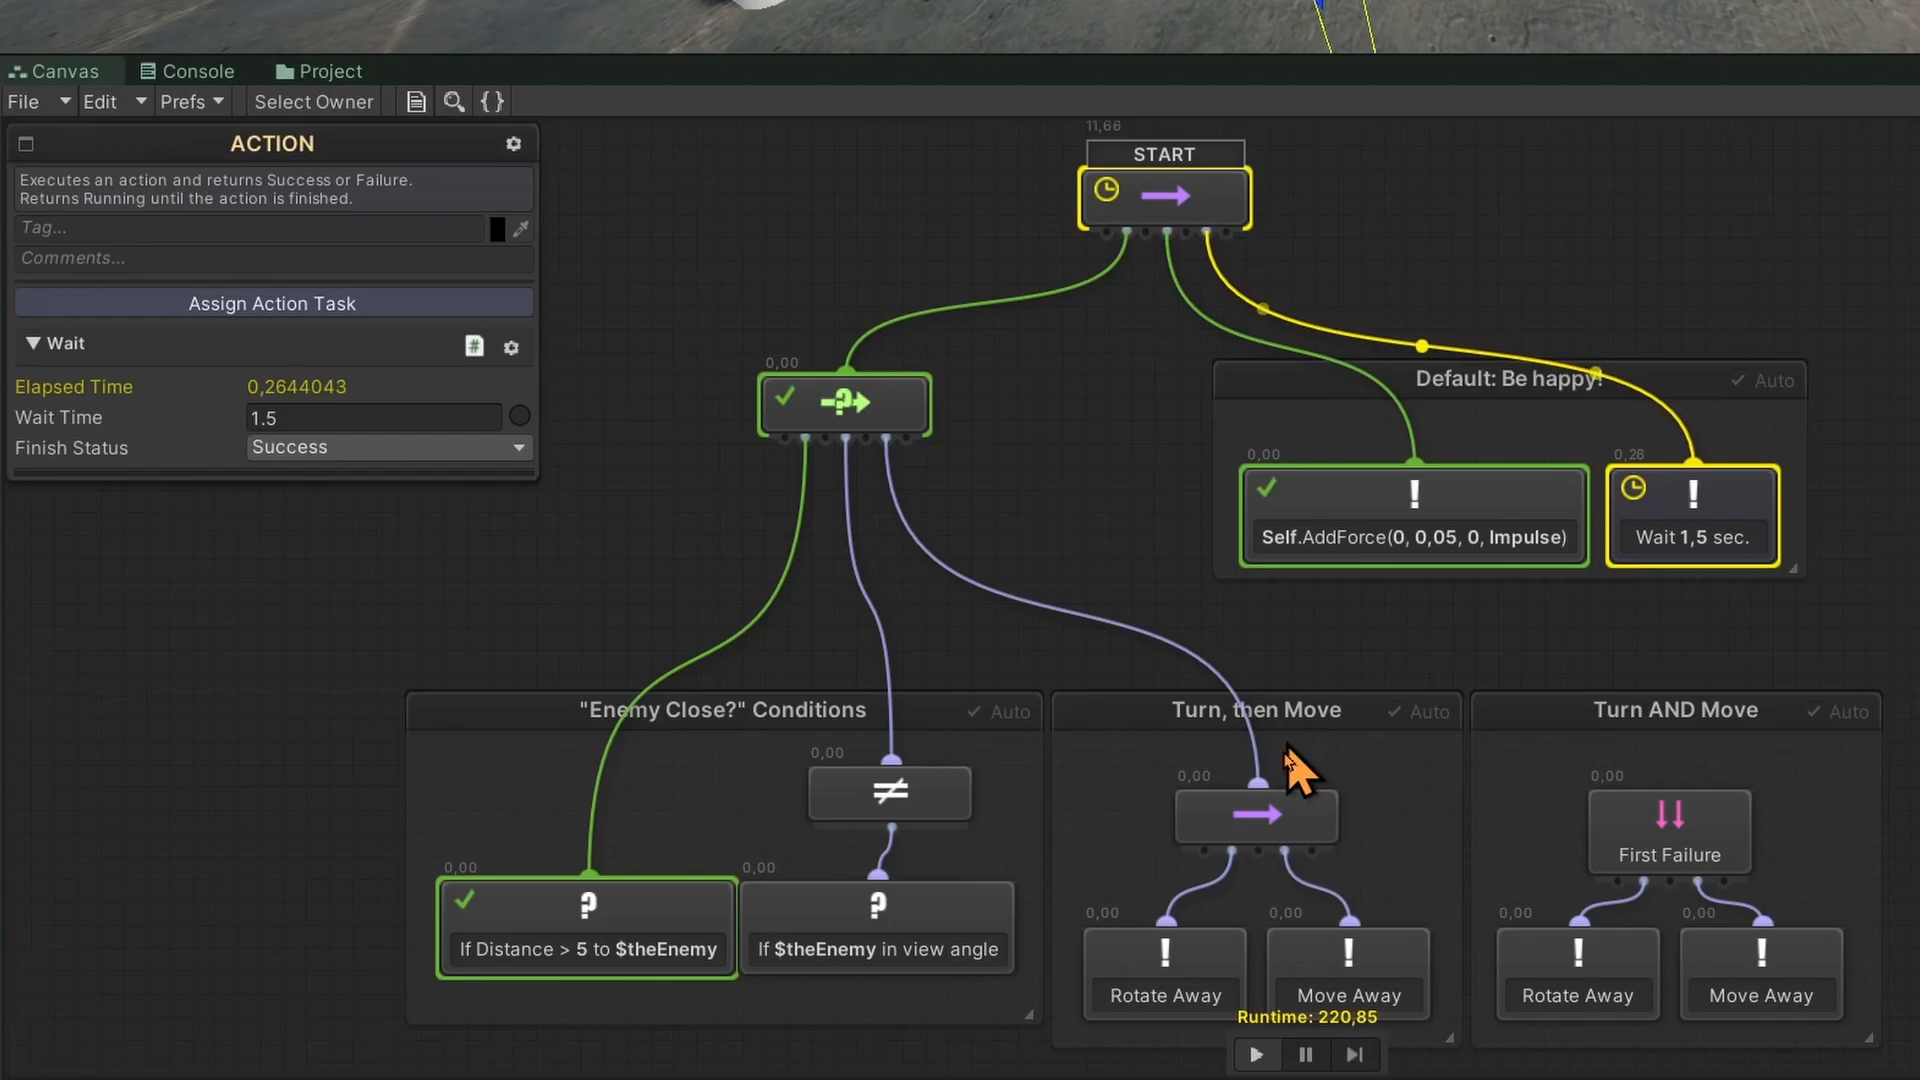 Canvas
Console
Project
File
Edit
Prefs
Select Owner
{}
ACTION
Executes an action and returns Success or Failure.
Returns Running until the action is finished.
Tag...
Comments...
Assign Action Task
Wait
#
Elapsed Time 0,2644043
Wait Time 1.5
Finish Status Success
11,66
START
0,00
Default: Be happy!
Auto
0,00
!
Self.AddForce(0, 0,05, 0, Impulse)
0,26
!
Wait 1,5 sec.
"Enemy Close?" Conditions
Auto
0,00
0,00
?
If Distance > 5 to $theEnemy
0,00
?
If $theEnemy in view angle
Turn, then Move
Auto
0,00
0,00
!
Rotate Away
0,00
!
Move Away
Turn AND Move
Auto
0,00
First Failure
0,00
!
Rotate Away
0,00
!
Move Away
Runtime: 220,85